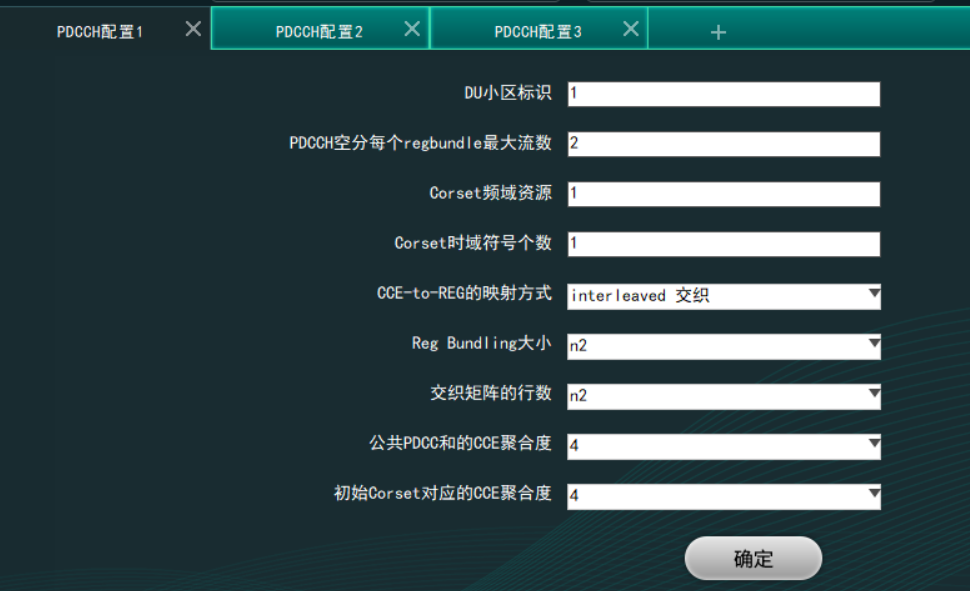 PDCCH配置1
PDCCH配置2
PDCCH配置3
DU小区标识 1
PDCCH空分每个regbundle最大流数 2
Corset频域资源 1
Corset时域符号个数 1
CCE-to-REG的映射方式 interleaved 交织
Reg Bundling大小 n2
交织矩阵的行数 n2
公共PDCC和的CCE聚合度 4
初始Corset对应的CCE聚合度 4
确定